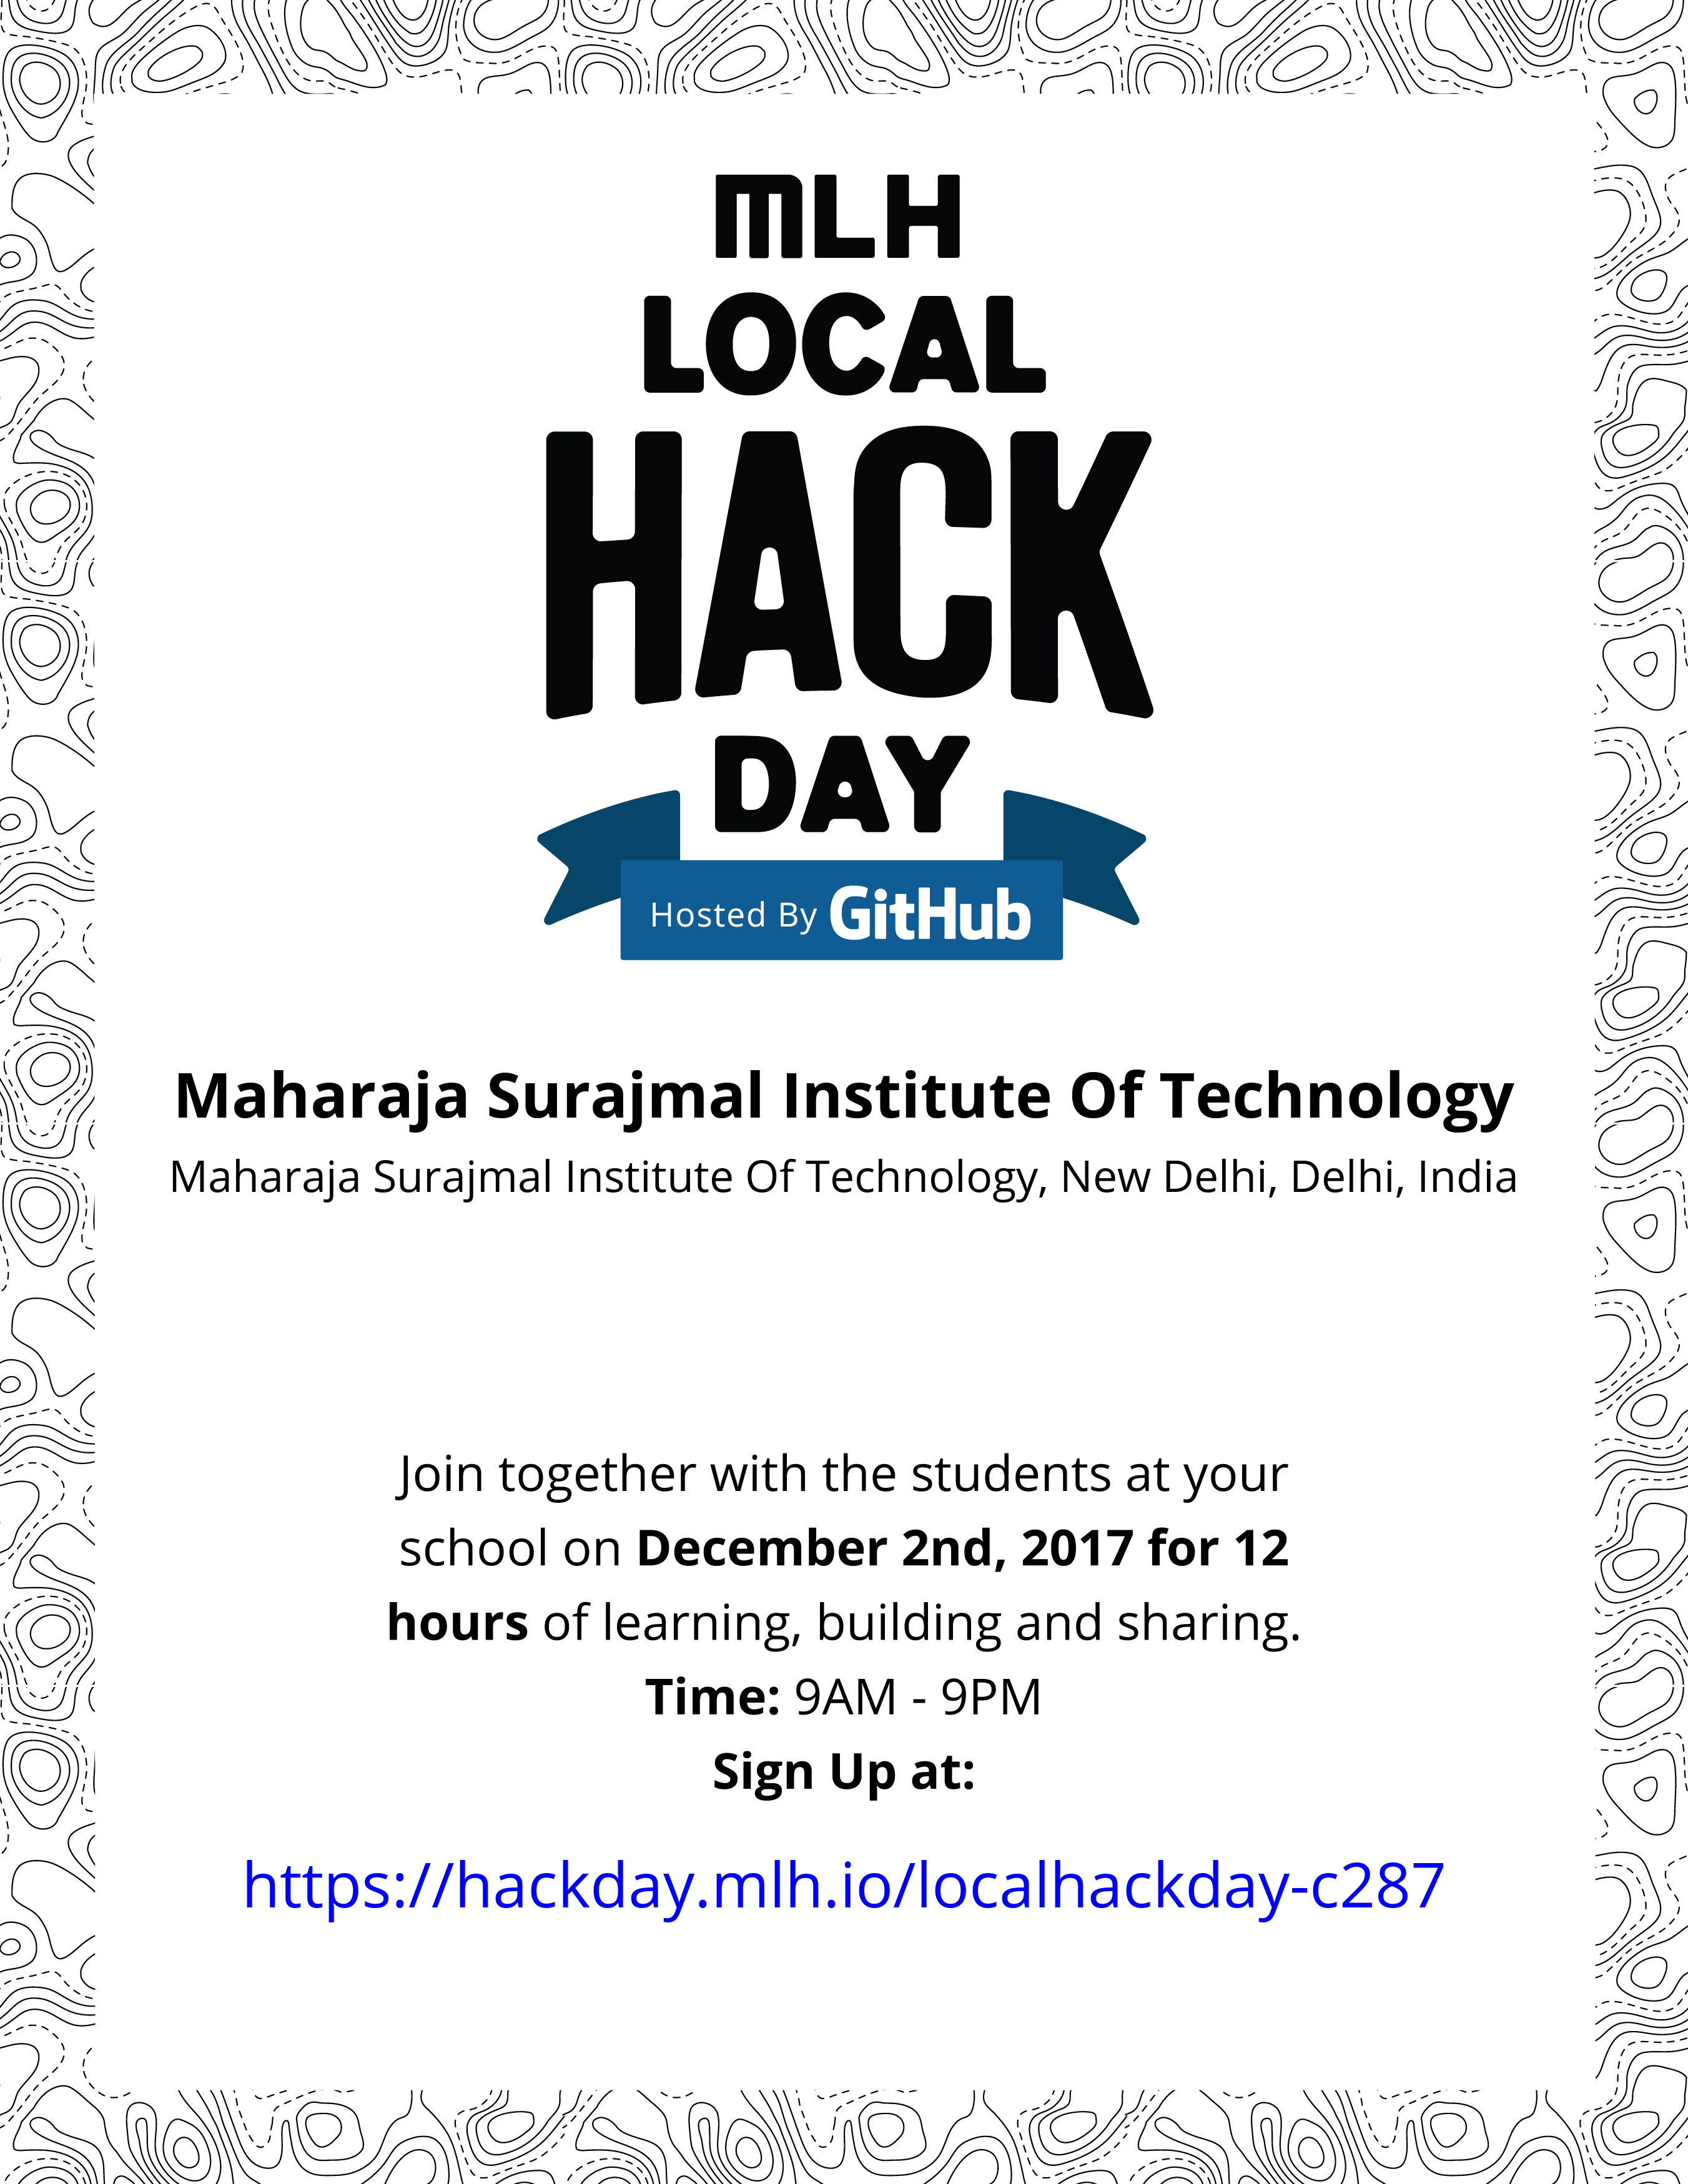 MLH
LOCAL
HACK
DAY
Hosted By GitHub
Maharaja Surajmal Institute Of Technology
Maharaja Surajmal Institute Of Technology, New Delhi, Delhi, India
Join together with the students at your
school on December 2nd, 2017 for 12
hours of learning, building and sharing.
Time: 9AM - 9PM
Sign Up at:
https://hackday.mlh.io/localhackday-c287